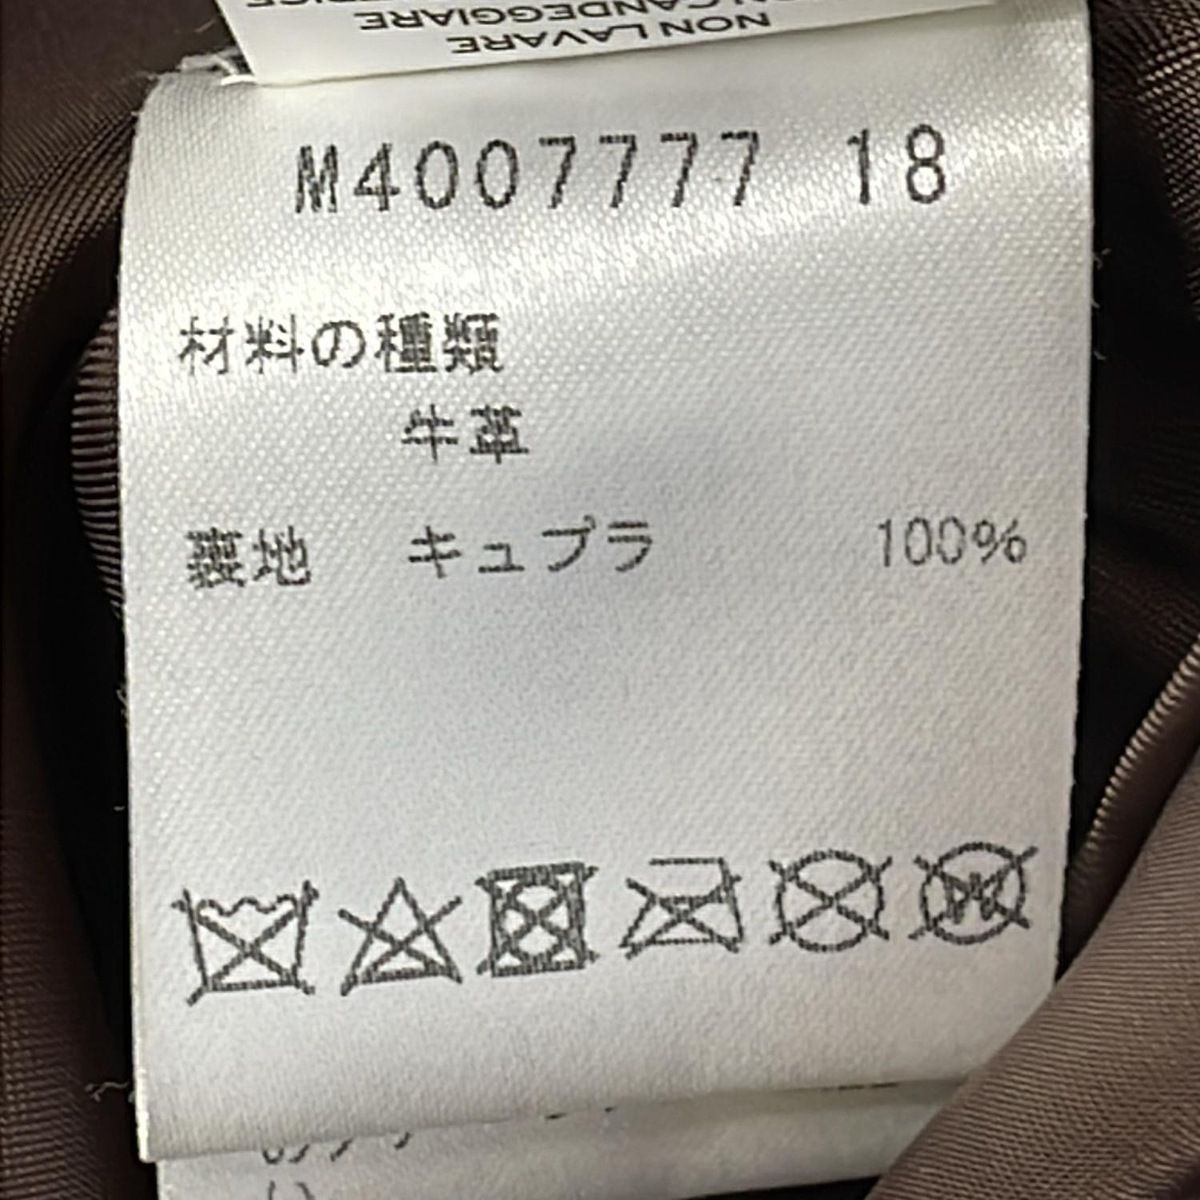 NON LAVARE
CANDEGGIARE
M4007777 18
材料の種類
牛革
裏地 キュプラ 100%
W